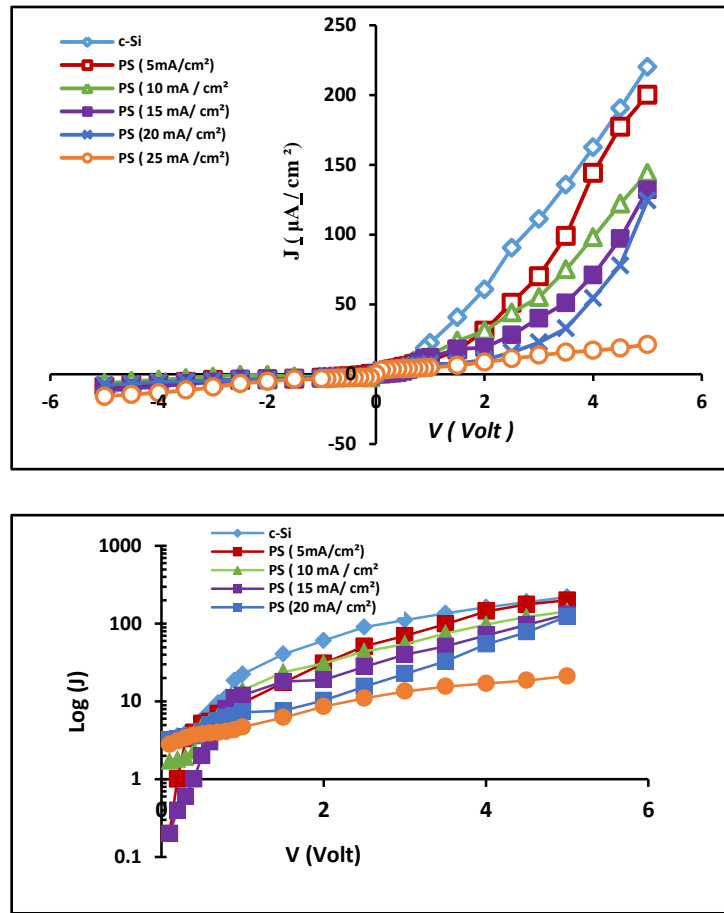 250
c-Si
PS ( 5mA/cm²)
PS ( 10 mA / cm²
PS ( 15 mA/ cm²)
PS (20 mA/ cm²)
PS ( 25 mA /cm²)
200
150
100
50
0
-50
J ( µA / cm ²)
-6
-4
-2
0
2
4
6
V ( Volt )
c-Si
PS ( 5mA/cm²)
PS ( 10 mA / cm²
PS ( 15 mA/ cm²)
PS (20 mA/ cm²)
1000
100
10
1
0.1
Log (J)
0
2
4
6
V (Volt)